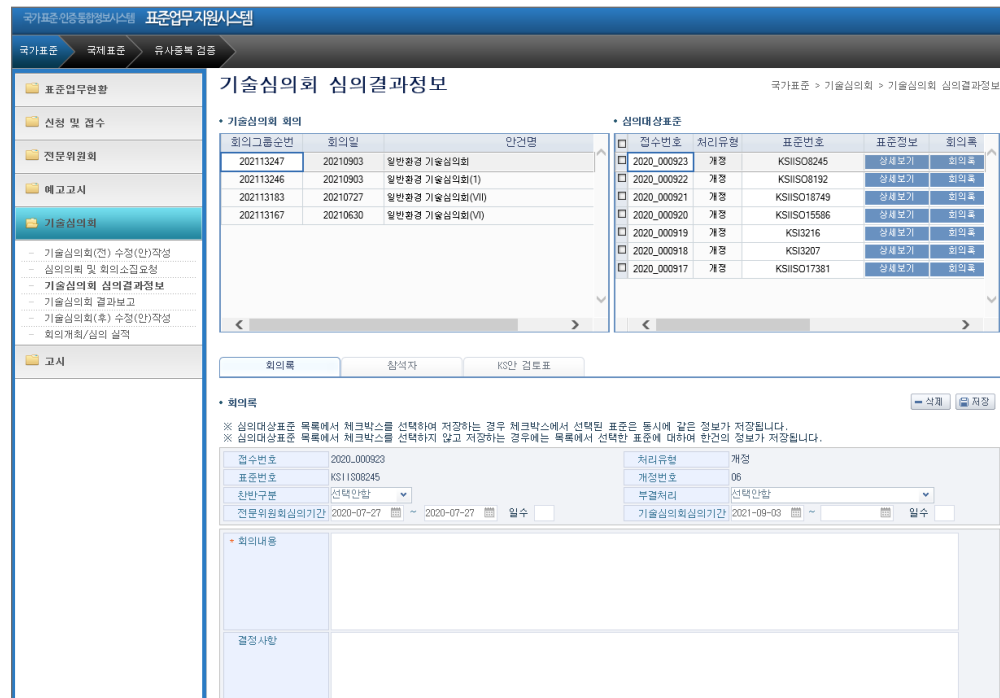 국가표준·인증통합정보시스템 표준업무지원시스템
국가표준 국제표준 유사중복 검증
표준업무현황
신청 및 접수
전문위원회
예고고시
기술심의회
기술심의회(전) 수정(안)작성
심의의뢰 및 회의소집요청
기술심의회 심의결과정보
기술심의회 결과보고
기술심의회(후) 수정(안)작성
회의개최/심의 실적
고시
기술심의회 심의결과정보
국가표준 > 기술심의회 > 기술심의회 심의결과정보
• 기술심의회 회의
회의그룹순번 회의일 안건명
202113247 20210903 일반환경 기술심의회
202113246 20210903 일반환경 기술심의회(1)
202113183 20210727 일반환경 기술심의회(VII)
202113167 20210630 일반환경 기술심의회(VI)
• 심의대상표준
접수번호 처리유형 표준번호 표준정보 회의록
2020_000923 개정 KSIISO8245 상세보기 회의록
2020_000922 개정 KSIISO8192 상세보기 회의록
2020_000921 개정 KSIISO18749 상세보기 회의록
2020_000920 개정 KSIISO15586 상세보기 회의록
2020_000919 개정 KSI3216 상세보기 회의록
2020_000918 개정 KSI3207 상세보기 회의록
2020_000917 개정 KSIISO17381 상세보기 회의록
회의록 참석자 KS안 검토표
• 회의록
삭제 저장
※ 심의대상표준 목록에서 체크박스를 선택하여 저장하는 경우 체크박스에서 선택된 표준은 동시에 같은 정보가 저장됩니다.
※ 심의대상표준 목록에서 체크박스를 선택하지 않고 저장하는 경우에는 목록에서 선택한 표준에 대하여 한건의 정보가 저장됩니다.
접수번호 2020_000923 처리유형 개정
표준번호 KSIISO8245 개정번호 06
찬반구분 선택안함 부결처리 선택안함
전문위원회심의기간 2020-07-27 ~ 2020-07-27 일수 기술심의회심의기간 2021-09-03 ~ 일수
* 회의내용
결정사항